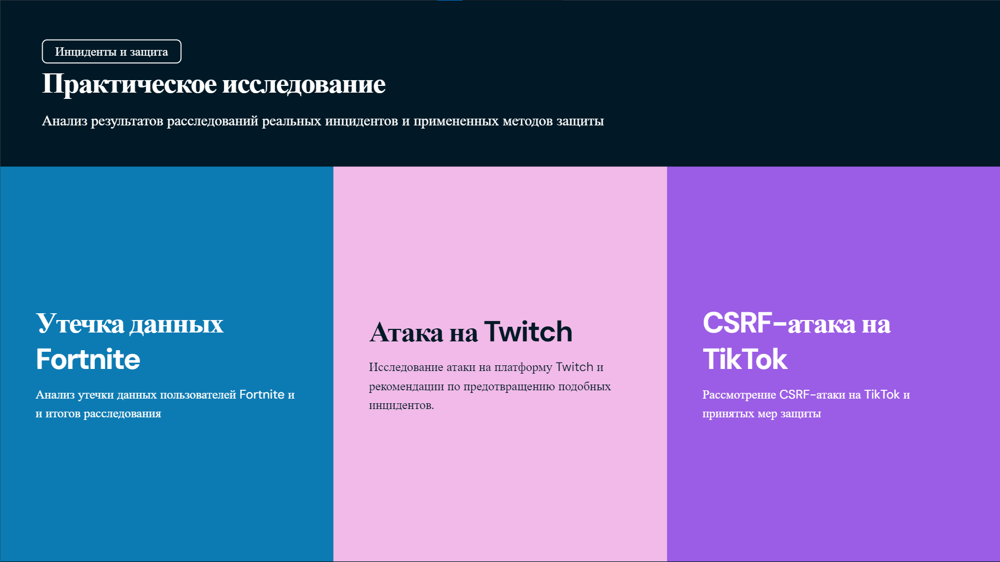 Инциденты и защита
Практическое исследование
Анализ результатов расследований реальных инцидентов и примененных методов защиты
Утечка данных
Fortnite
Анализ утечки данных пользователей Fortnite и
и итогов расследования
Атака на Twitch
Исследование атаки на платформу Twitch и
рекомендации по предотвращению подобных
инцидентов.
CSRF-атака на
TikTok
Рассмотрение CSRF-атаки на TikTok и
принятых мер защиты